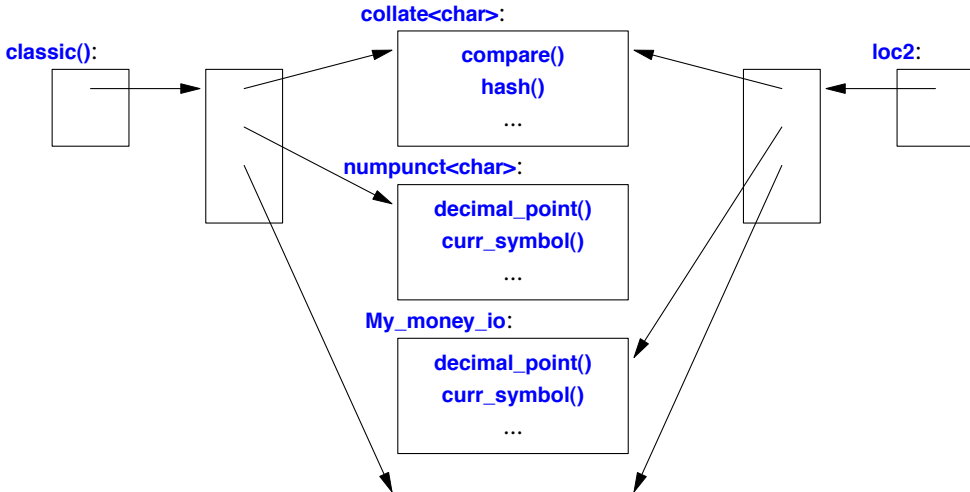 collate<char>:
classic():
loc2:
compare()
hash()
...
numpunct<char>:
decimal_point()
curr_symbol()
...
My_money_io:
decimal_point()
curr_symbol()
...